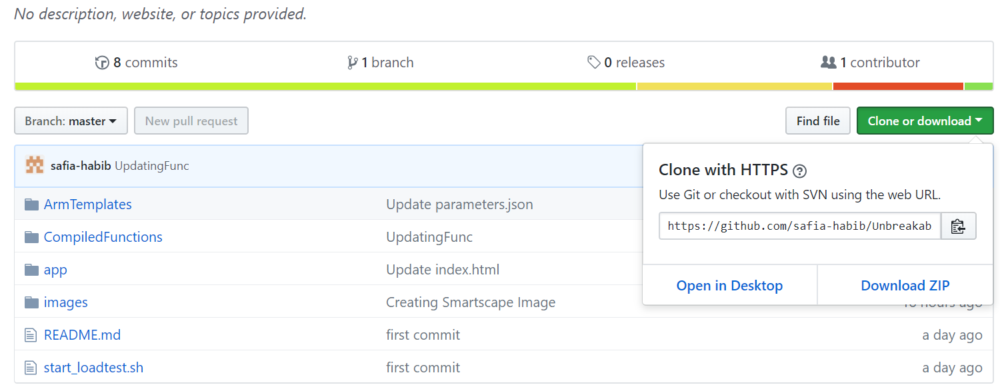 No description, website, or topics provided.
8 commits
1 branch
0 releases
1 contributor
Branch: master
New pull request
Find file
Clone or download
safia-habib UpdatingFunc
Clone with HTTPS
Use Git or checkout with SVN using the web URL.
https://github.com/safia-habib/Unbreakab
Open in Desktop
Download ZIP
ArmTemplates
Update parameters.json
CompiledFunctions
UpdatingFunc
app
Update index.html
images
Creating Smartscape Image
hours ago
README.md
first commit
a day ago
start_loadtest.sh
first commit
a day ago